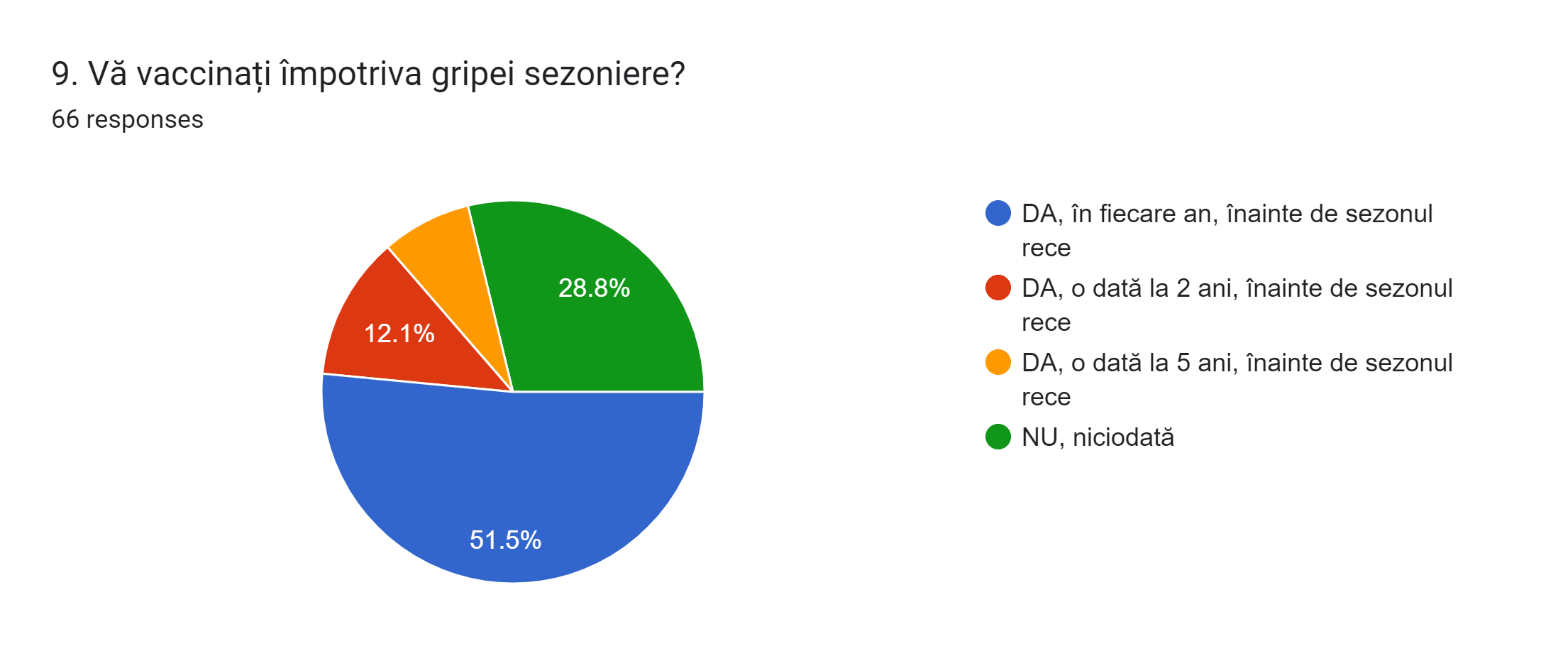 9. Vă vaccinați împotriva gripei sezoniere?
66 responses
28.8%
12.1%
51.5%
DA, în fiecare an, înainte de sezonul
rece
DA, o dată la 2 ani, înainte de sezonul
rece
DA, o dată la 5 ani, înainte de sezonul
rece
NU, niciodată